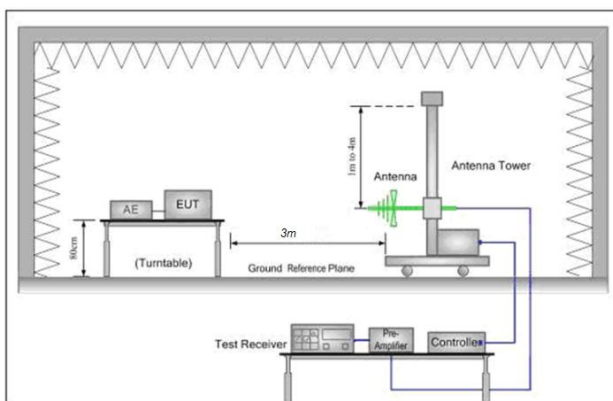 1m to 4m
Antenna
Antenna Tower
AE
EUT
3m
80cm
(Turntable)
Ground Reference Plane
Test Receiver
Pre-
Amplifier
Controller